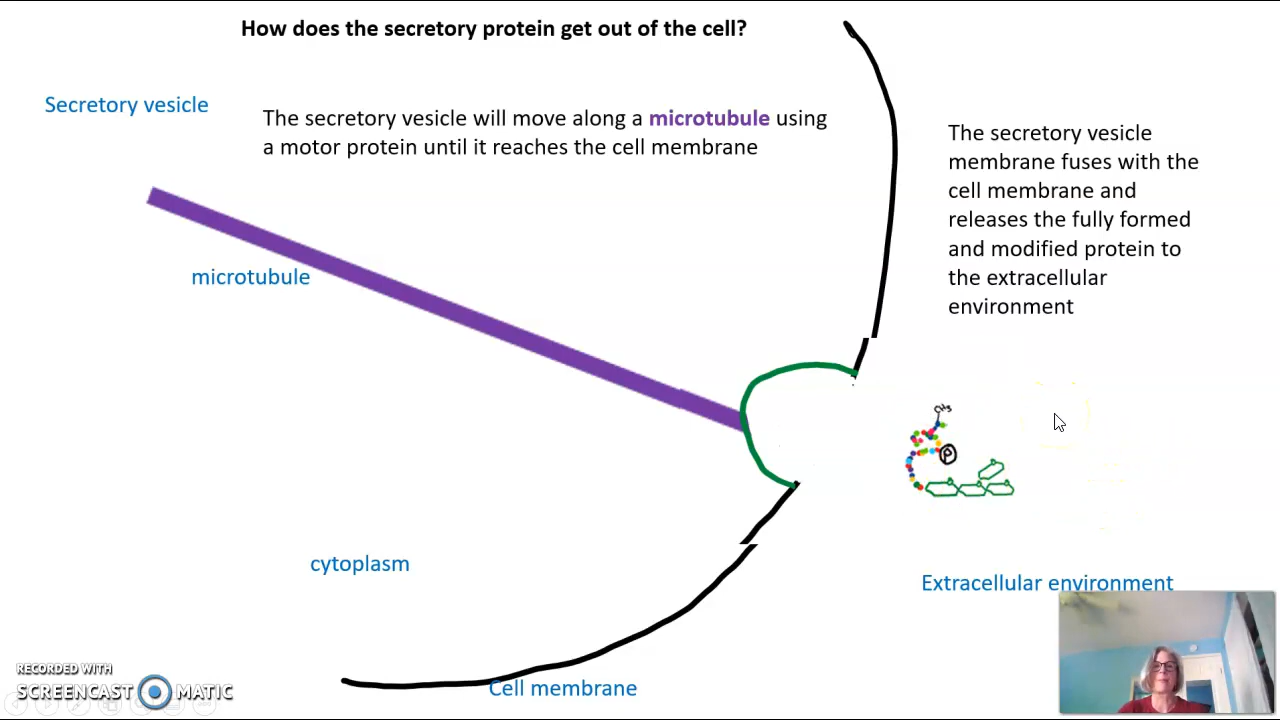 How does the secretory protein get out of the cell?
Secretory vesicle
The secretory vesicle will move along a microtubule using
a motor protein until it reaches the cell membrane
The secretory vesicle
membrane fuses with the
cell membrane and
releases the fully formed
and modified protein to
the extracellular
environment
microtubule
CH3
P
cytoplasm
Extracellular environment
Cell membrane
RECORDED WITH
SCREENCAST MATIC